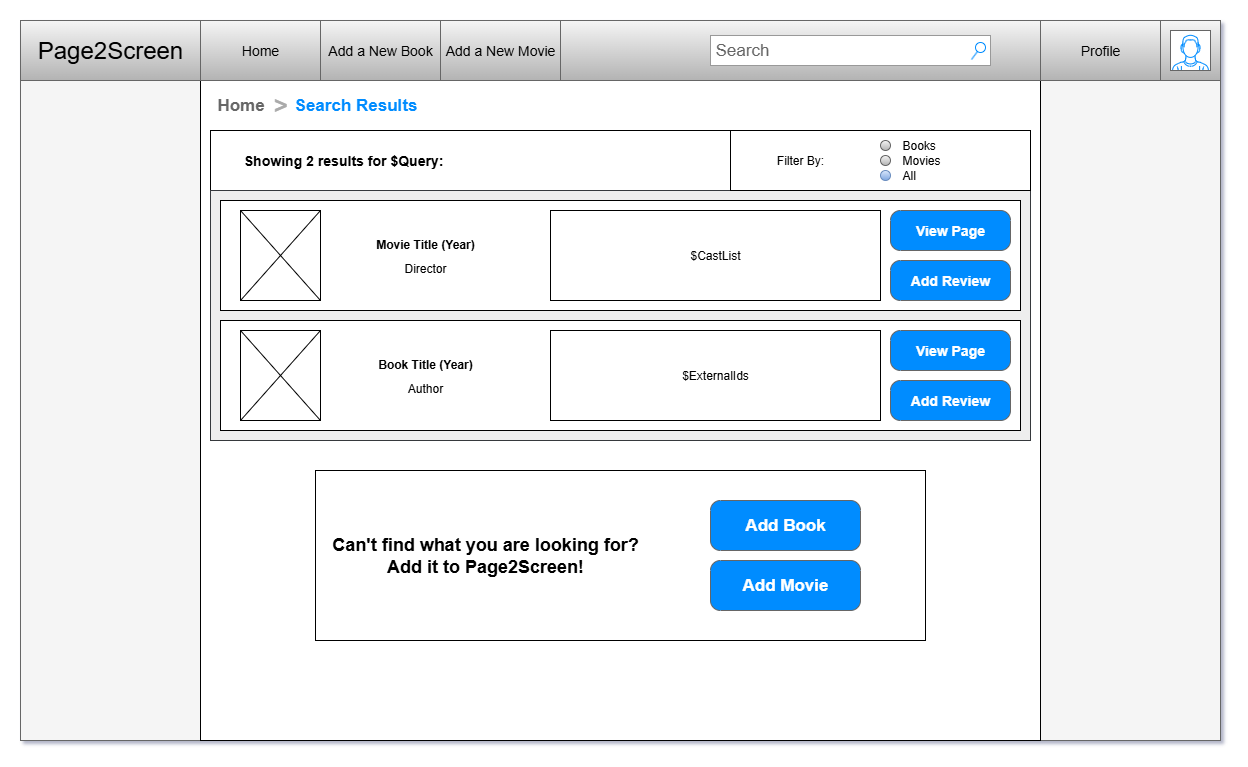 Page2Screen
Home
Add a New Book
Add a New Movie
Search
Profile
Home > Search Results
Showing 2 results for $Query:
Filter By:
Books
Movies
All
Movie Title (Year)
Director
$CastList
View Page
Add Review
Book Title (Year)
Author
$ExternalIds
View Page
Add Review
Can't find what you are looking for?
Add it to Page2Screen!
Add Book
Add Movie